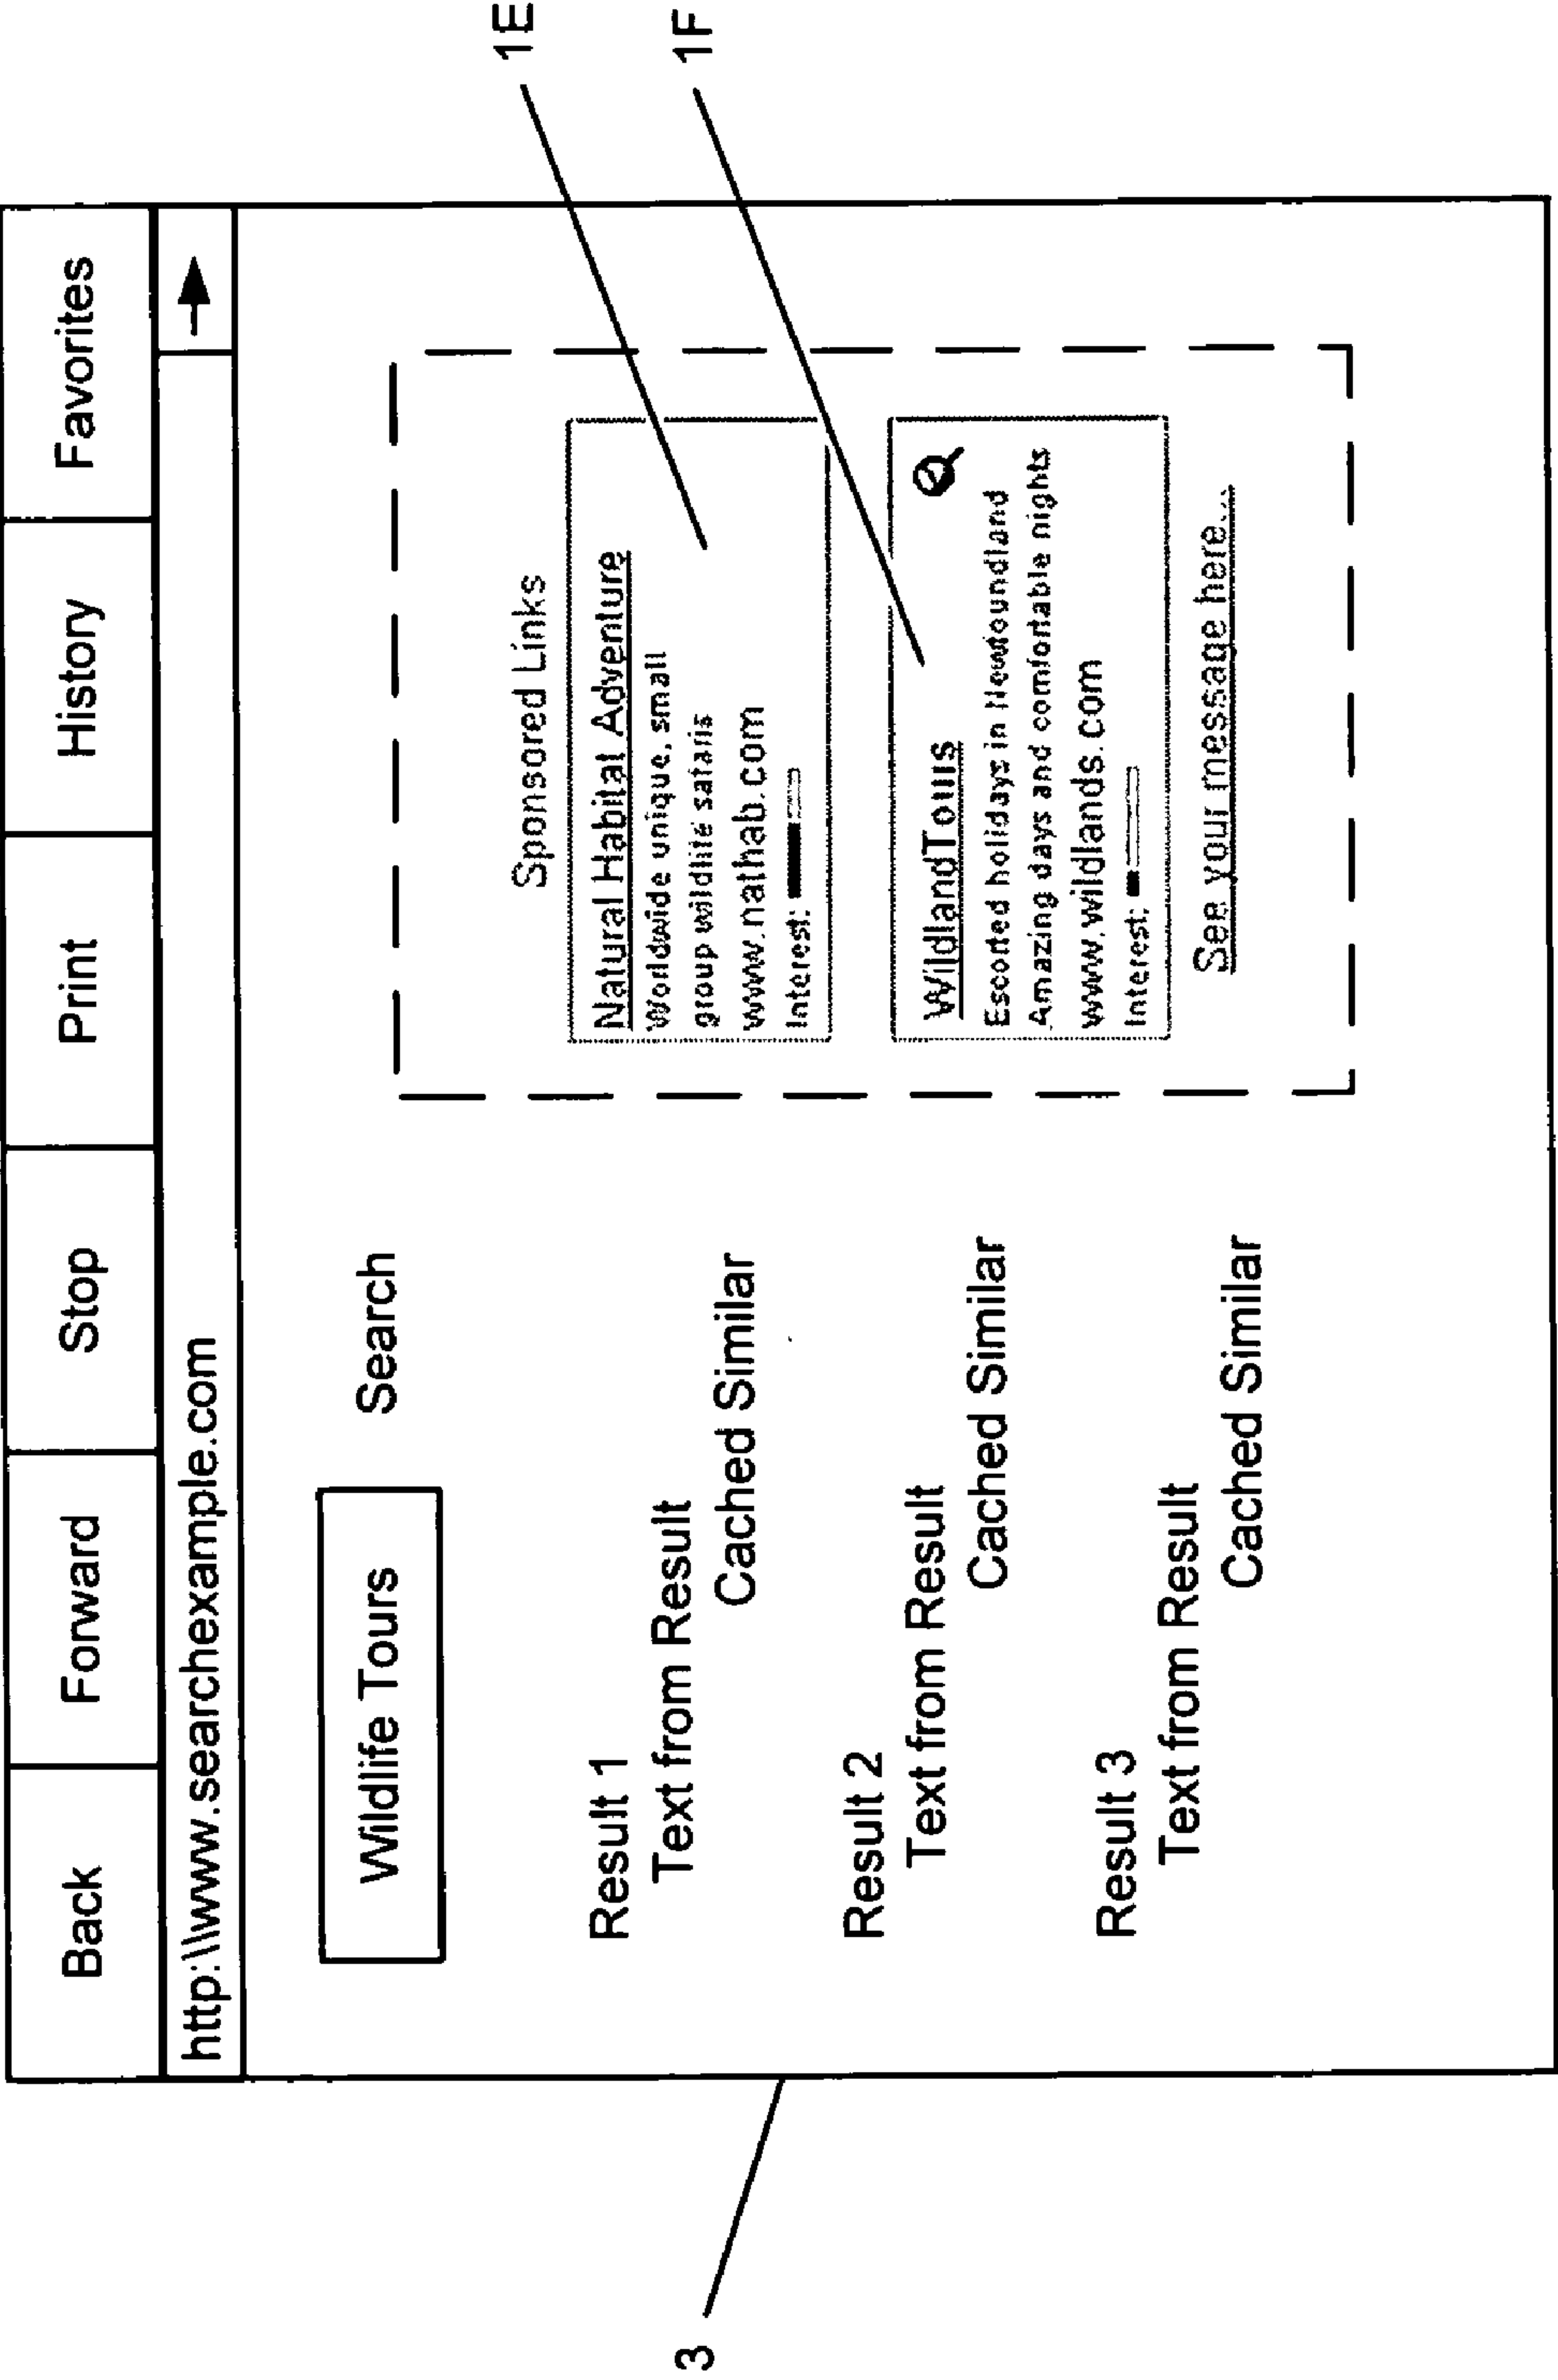 Back Forward Stop Print History Favorites
http:\\www.searchexample.com
Wildlife Tours Search
Result 1
Text from Result
Cached Similar
Result 2
Text from Result
Cached Similar
Result 3
Text from Result
Cached Similar
Sponsored Links
Natural Habitat Adventure
Worldwide unique, small
group wildlife safaris
www.nathab.com
Interest:
WildlandTours
Escorted holidays in Newfoundland
Amazing days and comfortable nights
www.wildlands.com
Interest:
See your message here...
1E
1F
3